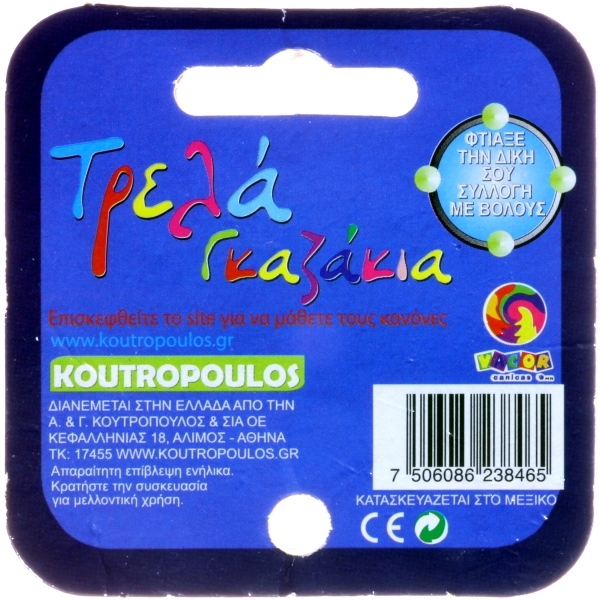 Τρελά
γκαζάκια
ΦΤΙΑΞΕ
ΤΗΝ ΔΙΚΗ
ΣΟΥ
ΣΥΛΛΟΓΗ
ΜΕ ΒΟΛΟΥΣ
Επισκεφθείτε το site για να μάθετε τους κανόνες
www.koutropoulos.gr
KOUTROPOULOS
ΔΙΑΝΕΜΕΤΑΙ ΣΤΗΝ ΕΛΛΑΔΑ ΑΠΟ ΤΗΝ
Α. & Γ. ΚΟΥΤΡΟΠΟΥΛΟΣ & ΣΙΑ ΟΕ
ΚΕΦΑΛΛΗΝΙΑΣ 18, ΑΛΙΜΟΣ - ΑΘΗΝΑ
ΤΚ: 17455 WWW.KOUTROPOULOS.GR
Απαραίτητη επίβλεψη ενήλικα.
Κρατήστε την συσκευασία
για μελλοντική χρήση.
VACOR
canicas 9mm
7 506086 238465
ΚΑΤΑΣΚΕΥΑΖΕΤΑΙ ΣΤΟ ΜΕΞΙΚΟ
CE